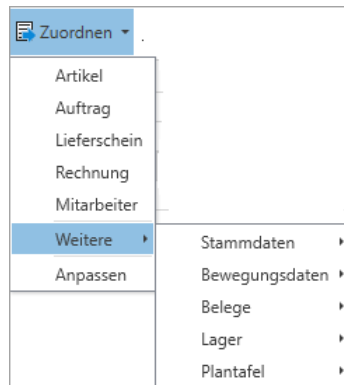 Zuordnen
Artikel
Auftrag
Lieferschein
Rechnung
Mitarbeiter
Weitere
Anpassen
Stammdaten
Bewegungsdaten
Belege
Lager
Plantafel